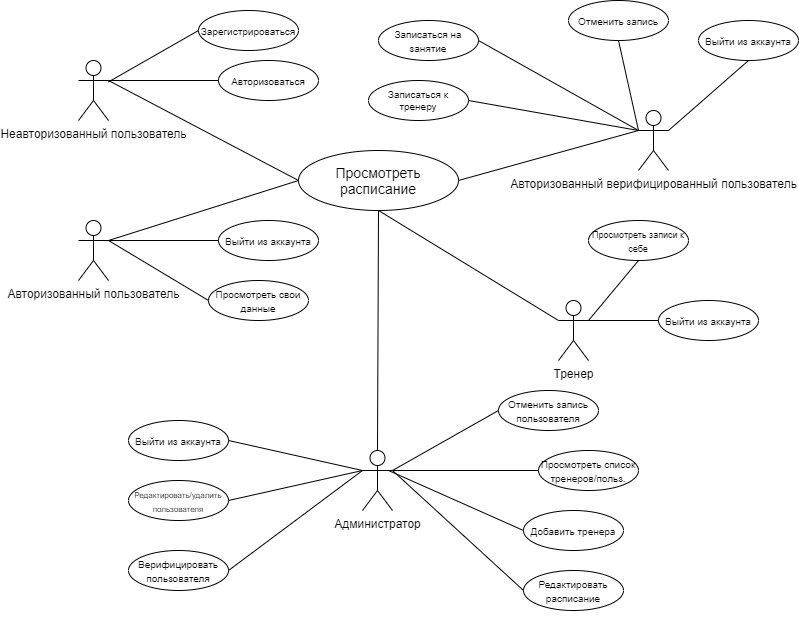 Зарегистрироваться
Авторизоваться
Неавторизованный пользователь
Записаться на
занятие
Отменить запись
Выйти из аккаунта
Записаться к
тренеру
Авторизованный верифицированный пользователь
Просмотреть
расписание
Авторизованный пользователь
Выйти из аккаунта
Просмотреть свои
данные
Просмотреть записи к
себе
Выйти из аккаунта
Тренер
Выйти из аккаунта
Редактировать/удалить
пользователя
Верифицировать
пользователя
Администратор
Отменить запись
пользователя
Просмотреть список
тренеров/польз.
Добавить тренера
Редактировать
расписание